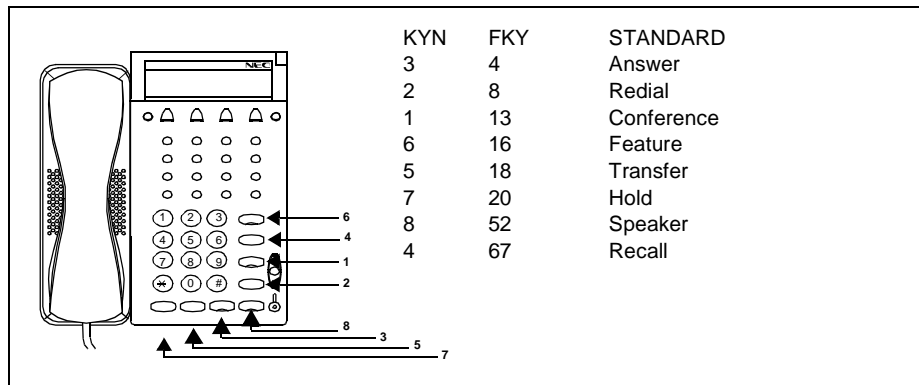 KYN FKY STANDARD
3 4 Answer
2 8 Redial
1 13 Conference
6 16 Feature
5 18 Transfer
7 20 Hold
8 52 Speaker
4 67 Recall
NEC
1 2 3
6
4 5 6
4
7 8 9
1
* 0 #
2
8
3
5
7